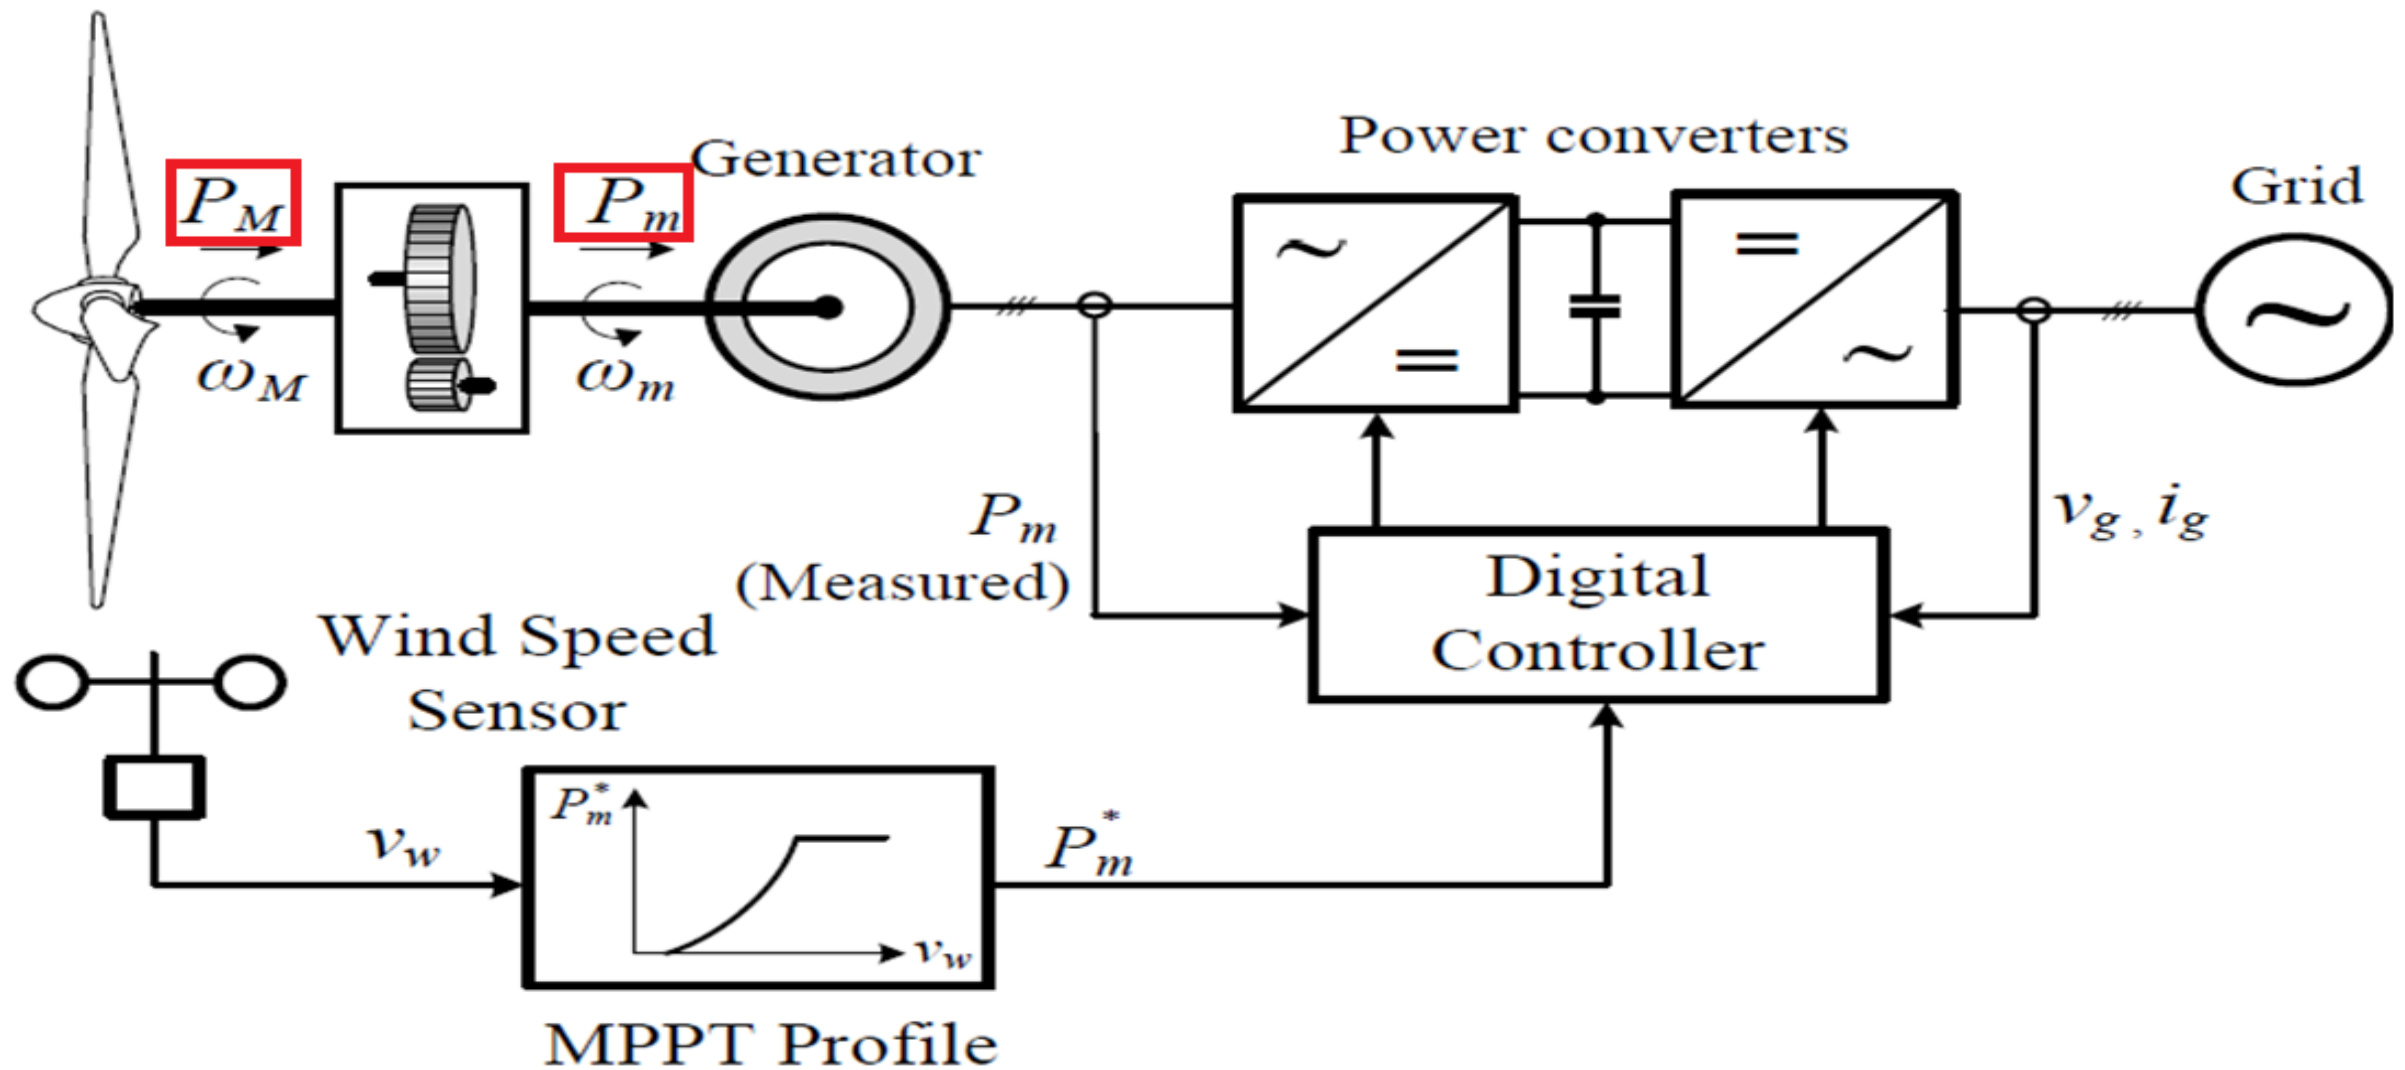 Power converters
Generator
Grid
P_M
P_m
~
=
=
~
~
ω_M
ω_m
P_m
(Measured)
v_g, i_g
Digital
Controller
Wind Speed
Sensor
P_m^*
v_w
P_m^*
v_w
MPPT Profile